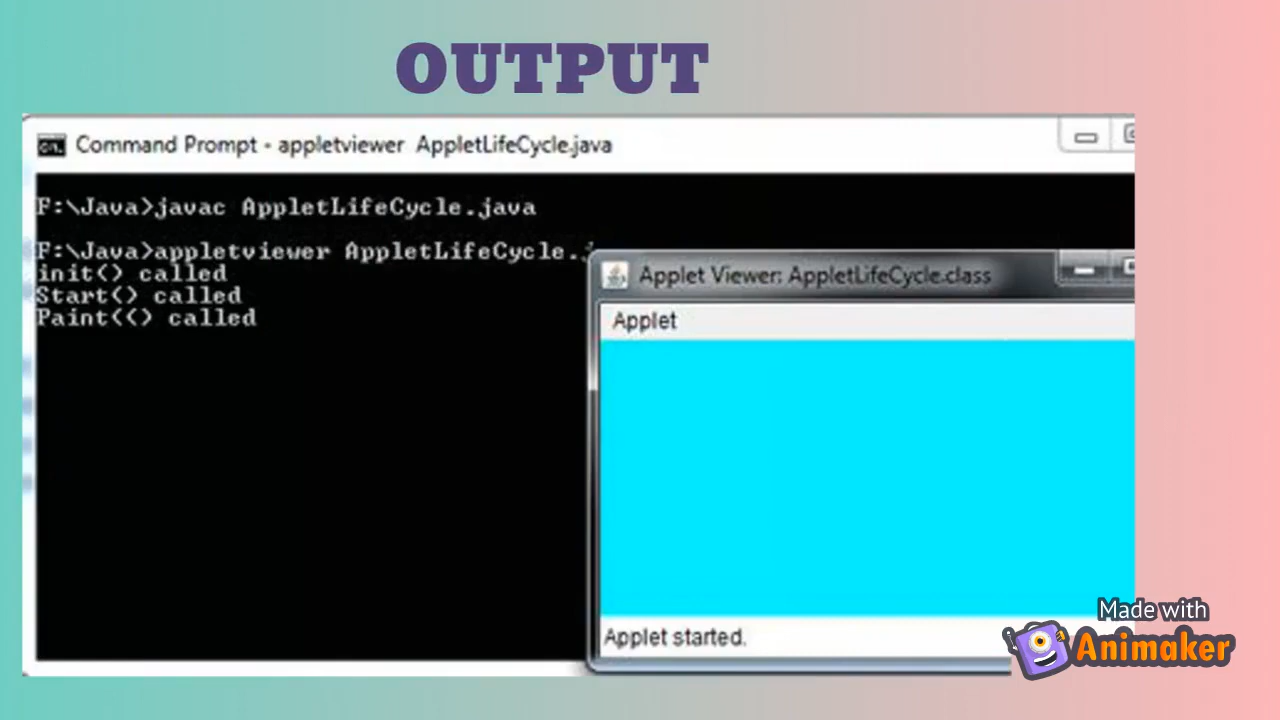 OUTPUT
Command Prompt - appletviewer AppletLifeCycle.java
F:\Java>javac AppletLifeCycle.java
F:\Java>appletviewer AppletLifeCycle.j
init() called
Start() called
Paint(() called
Applet Viewer: AppletLifeCycle.class
Applet
Applet started.
Made with
Animaker